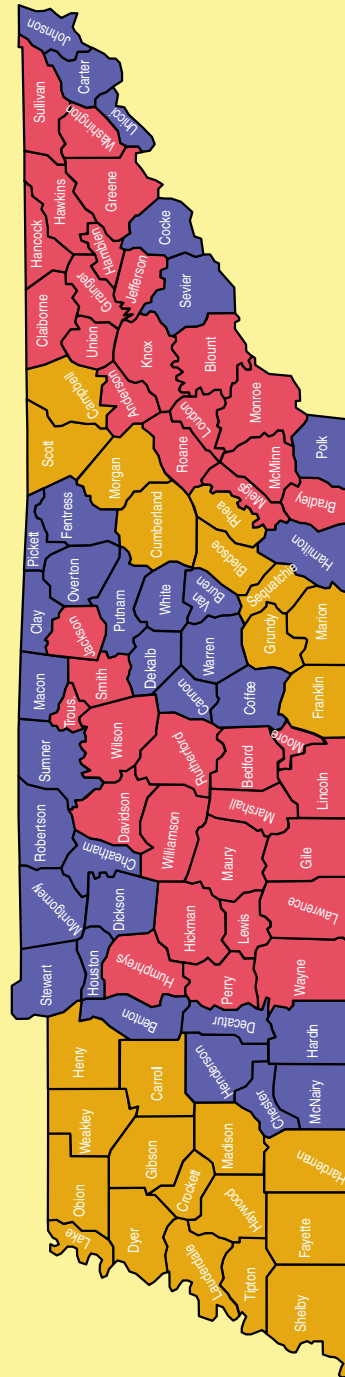 Johnson
Carter
Unicoi
Sullivan
Washington
Greene
Hawkins
Hancock
Hamblen
Grainger
Jefferson
Cocke
Sevier
Claiborne
Union
Knox
Blount
Campbell
Anderson
Loudon
Monroe
Scott
Morgan
Roane
McMinn
Meigs
Polk
Bradley
Pickett
Fentress
Cumberland
Rhea
Bledsoe
Hamilton
Sequatchie
Clay
Overton
Putnam
White
Van
Buren
Grundy
Marion
Jackson
Macon
Smith
Trous.
Dekalb
Warren
Cannon
Coffee
Franklin
Moore
Sumner
Wilson
Rutherford
Bedford
Lincoln
Robertson
Davidson
Cheatham
Williamson
Marshall
Maury
Gile
Montgomery
Dickson
Hickman
Lewis
Lawrence
Stewart
Houston
Humphreys
Perry
Wayne
Benton
Decatur
Hardin
Henry
Carroll
Henderson
Chester
McNairy
Weakley
Gibson
Madison
Hardeman
Obion
Crockett
Haywood
Fayette
Lake
Dyer
Lauderdale
Tipton
Shelby